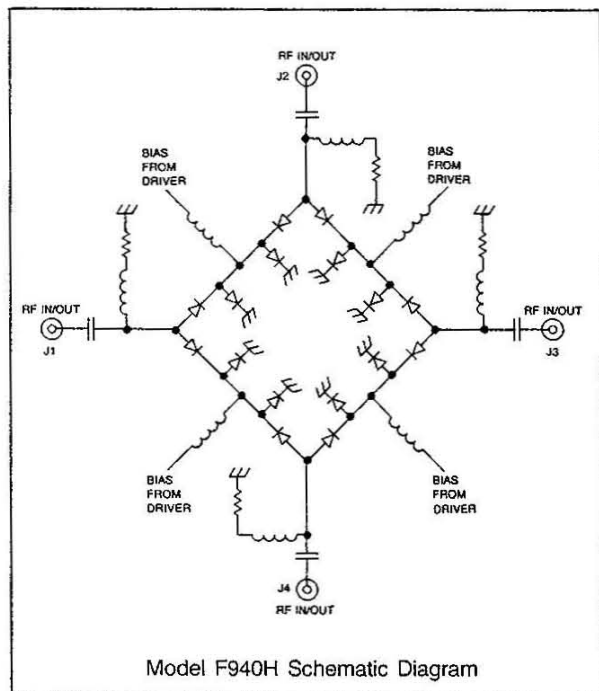 RF IN/OUT
J2
BIAS
FROM
DRIVER
BIAS
FROM
DRIVER
RF IN/OUT
J1
RF IN/OUT
J3
BIAS
FROM
DRIVER
BIAS
FROM
DRIVER
J4
RF IN/OUT
Model F940H Schematic Diagram